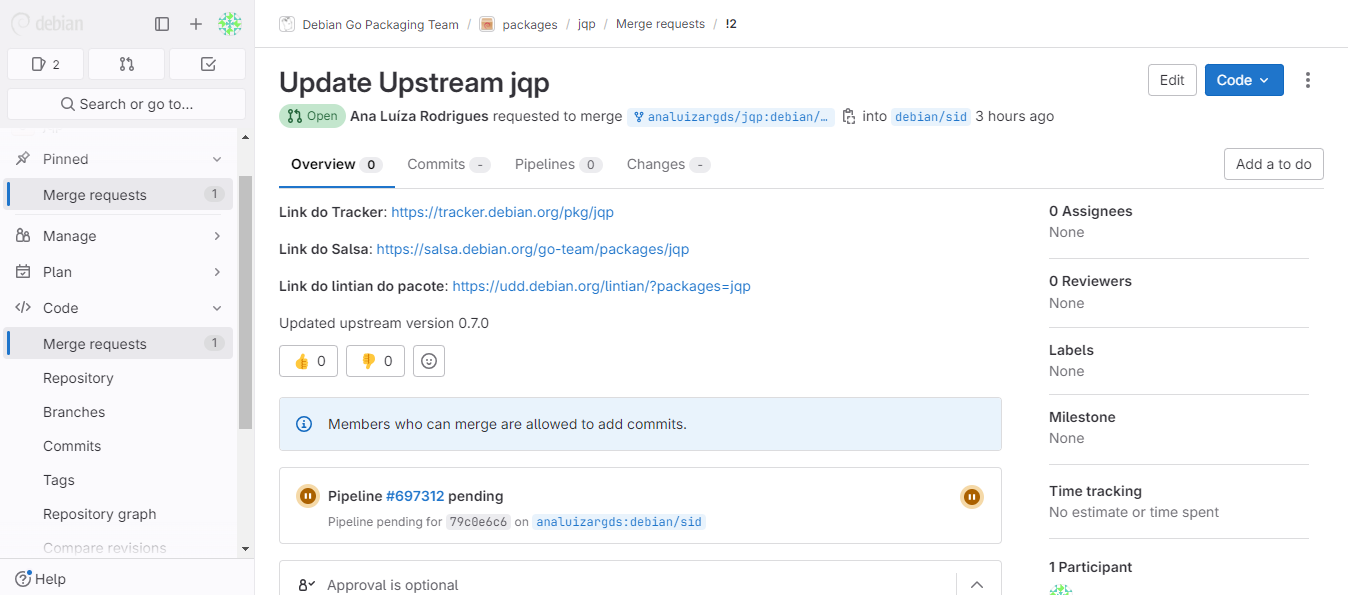 debian
Debian Go Packaging Team / packages / jqp / Merge requests / !2
2
Search or go to...
Pinned
Merge requests 1
Manage
Plan
Code
Merge requests 1
Repository
Branches
Commits
Tags
Repository graph
Compare revisions
Help
Update Upstream jqp
Edit
Code
Open Ana Luíza Rodrigues requested to merge analuizargds/jqp:debian/… into debian/sid 3 hours ago
Overview 0 Commits - Pipelines 0 Changes -
Add a to do
Link do Tracker: https://tracker.debian.org/pkg/jqp
Link do Salsa: https://salsa.debian.org/go-team/packages/jqp
Link do lintian do pacote: https://udd.debian.org/lintian/?packages=jqp
Updated upstream version 0.7.0
👍 0 👎 0
Members who can merge are allowed to add commits.
Pipeline #697312 pending
Pipeline pending for 79c0e6c6 on analuizargds:debian/sid
Approval is optional
0 Assignees
None
0 Reviewers
None
Labels
None
Milestone
None
Time tracking
No estimate or time spent
1 Participant